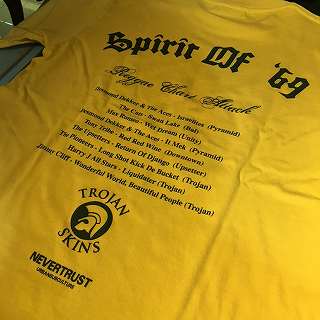 Spîrît Of '69
Reggae Chart Attack
Desmond Dekker & The Aces - Israelites (Pyramid)
The Cats - Swan Lake (Baf)
Max Romeo - Wet Dream (Unity)
Desmond Dekker & The Aces - It Mek (Pyramid)
Tony Tribe - Red Red Wine (Downtown)
The Upsetters - Return Of Django (Upsetter)
The Pioneers - Long Shot Kick De Bucket (Trojan)
Harry J All Stars - Liquidator (Trojan)
Jimmy Cliff - Wonderful World, Beautiful People (Trojan)
TROJAN
SKINS
NEVERTRUST
URBANSUBCULTURE